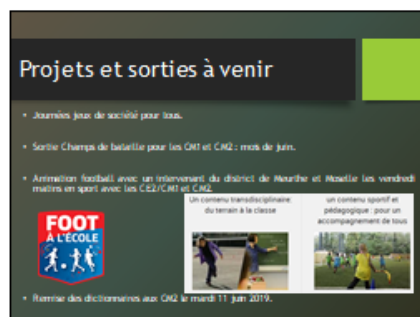 Projets et sorties à venir
• Journées jeux de société pour tous.
• Sortie Champs de bataille pour les CM1 et CM2 : mois de juin.
• Animation football avec un intervenant du district de Meurthe et Moselle les vendredi
matins en sport avec les CE2/CM1 et CM2.
Un contenu transdisciplinaire
du terrain à la classe
un contenu sportif et
pédagogique : pour un
accompagnement de tous
FOOT
À L'ÉCOLE
• Remise des dictionnaires aux CM2 le mardi 11 juin 2019.